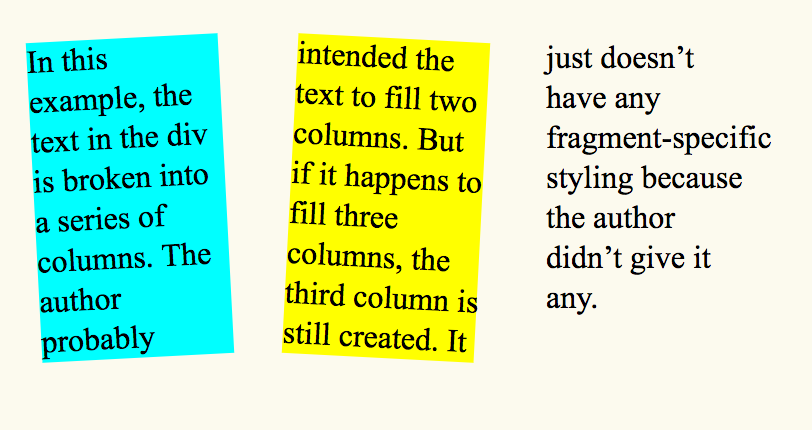 In this
example, the
text in the div
is broken into
a series of
columns. The
author
probably
intended the
text to fill two
columns. But
if it happens to
fill three
columns, the
third column is
still created. It
just doesn’t
have any
fragment-specific
styling because
the author
didn’t give it
any.